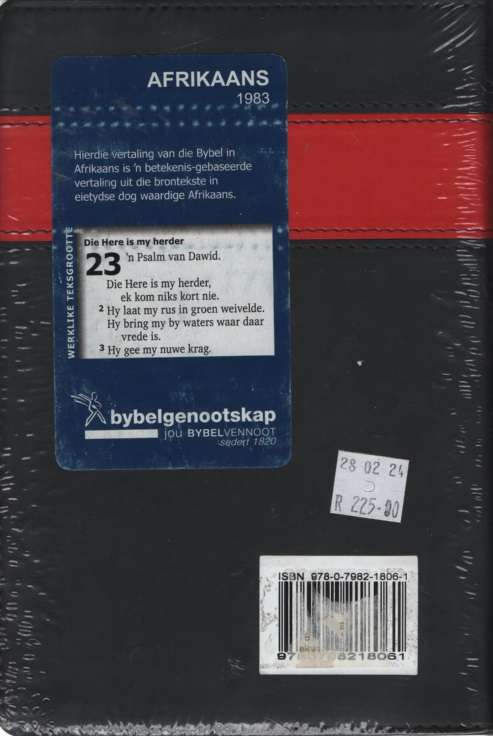 AFRIKAANS
1983
Hierdie vertaling van die Bybel in
Afrikaans is 'n betekenis-gebaseerde
vertaling uit die brontekste in
eietydse dog waardige Afrikaans.
WERKLIKE TEKSGROOTTE
Die Here is my herder
23 'n Psalm van Dawid.
Die Here is my herder,
ek kom niks kort nie.
2 Hy laat my rus in groen weivelde.
Hy bring my by waters waar daar
vrede is.
3 Hy gee my nuwe krag.
bybelgenootskap
jou BYBELVENNOOT
sedert 1820
28 02 24
D
R 225-00
ISBN 978-0-7982-1806-1